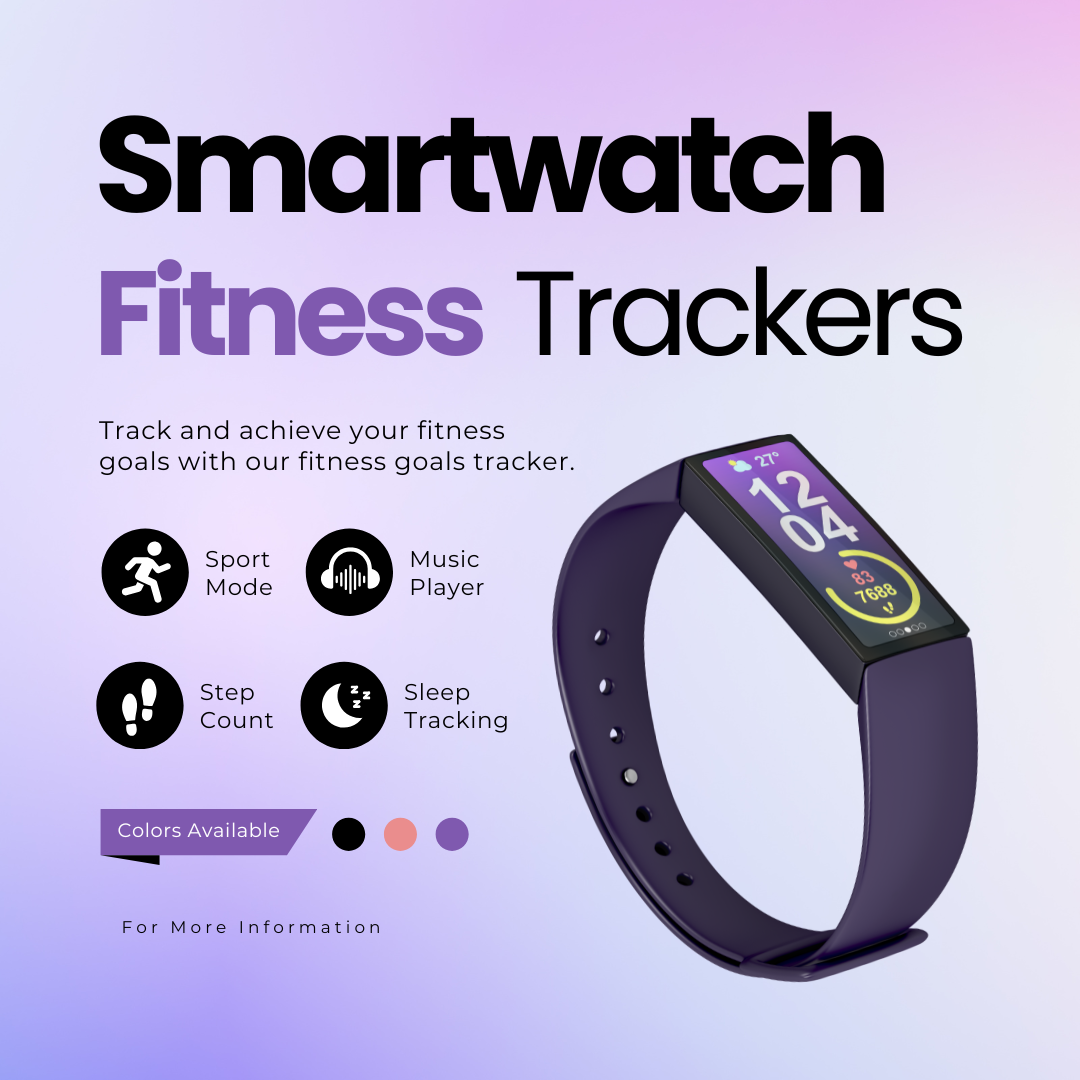 Smartwatch
Fitness Trackers
Track and achieve your fitness
goals with our fitness goals tracker.
Sport
Mode
Music
Player
Step
Count
Sleep
Tracking
Colors Available
For More Information
27°
12
04
83
7688